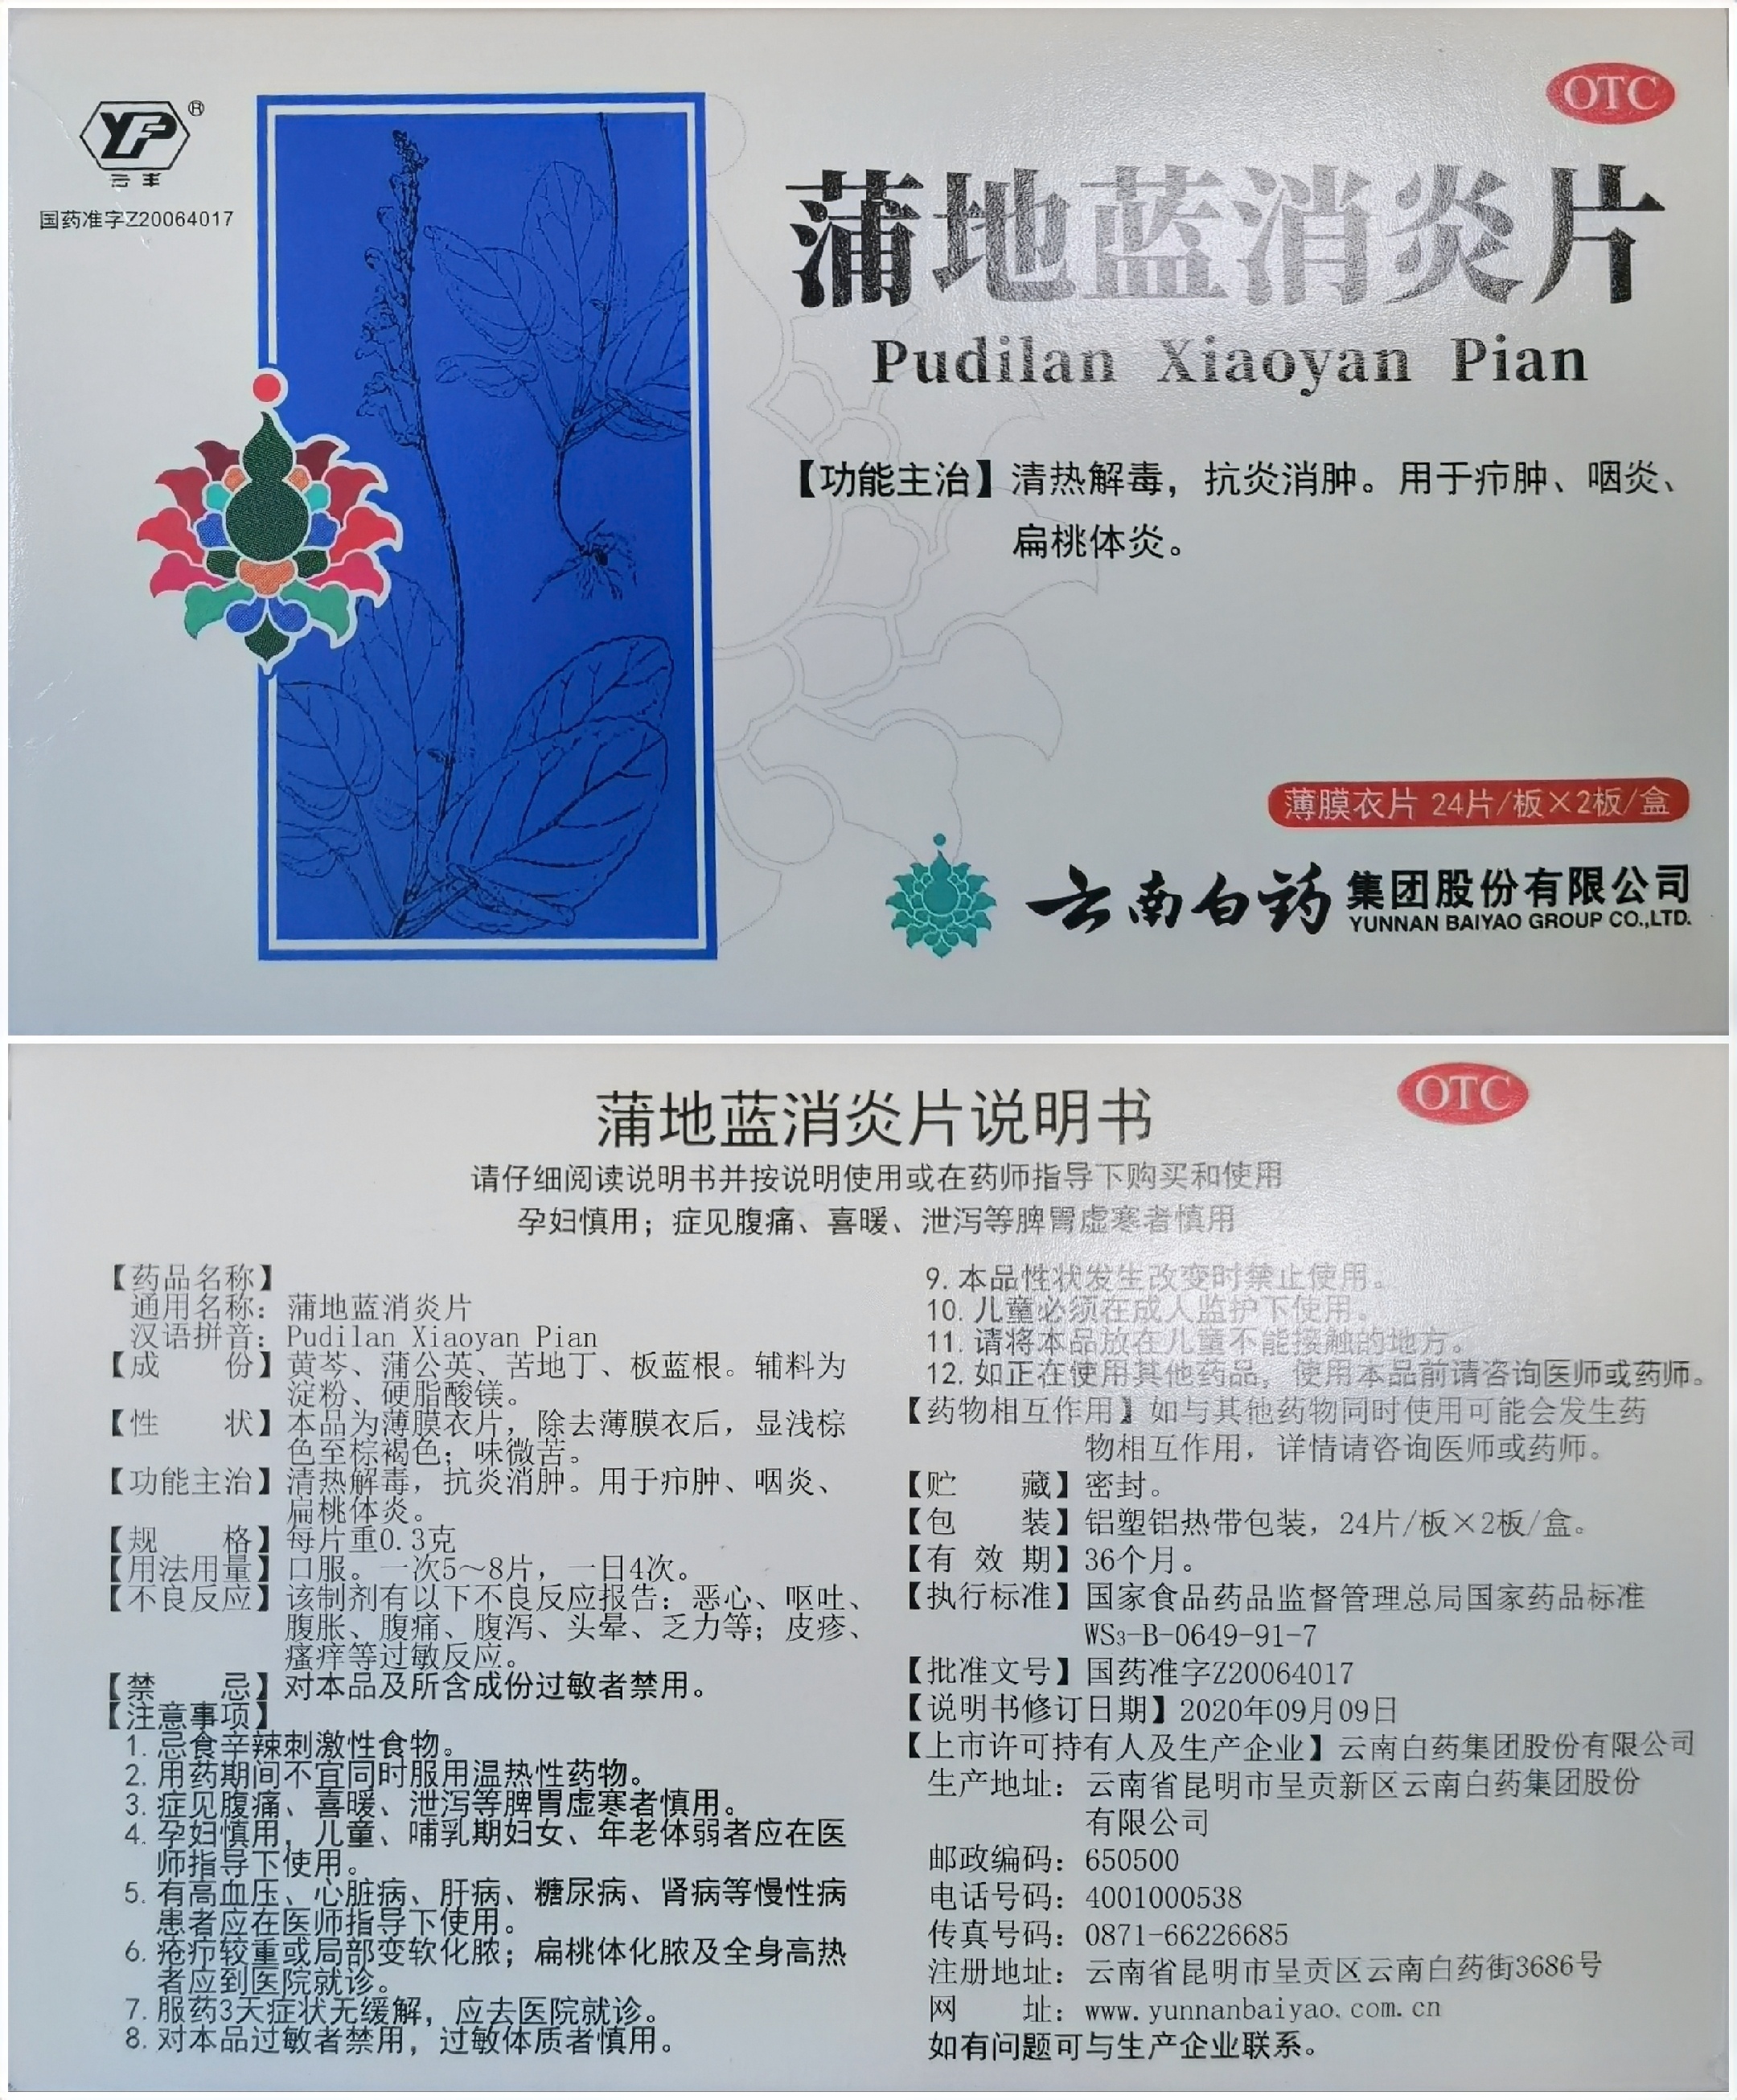 OTC
YP
®
云丰
国药准字Z20064017
蒲地蓝消炎片
Pudilan Xiaoyan Pian
【功能主治】清热解毒，抗炎消肿。用于疖肿、咽炎、
扁桃体炎。
薄膜衣片 24片/板×2板/盒
云南白药集团股份有限公司
YUNNAN BAIYAO GROUP CO.,LTD.
OTC
蒲地蓝消炎片说明书
请仔细阅读说明书并按说明使用或在药师指导下购买和使用
孕妇慎用；症见腹痛、喜暖、泄泻等脾胃虚寒者慎用
【药品名称】
通用名称：蒲地蓝消炎片
汉语拼音：Pudilan Xiaoyan Pian
【成 份】黄芩、蒲公英、苦地丁、板蓝根。辅料为
淀粉、硬脂酸镁。
【性 状】本品为薄膜衣片，除去薄膜衣后，显浅棕
色至棕褐色；味微苦。
【功能主治】清热解毒，抗炎消肿。用于疖肿、咽炎、
扁桃体炎。
【规 格】每片重0.3克
【用法用量】口服。一次5～8片，一日4次。
【不良反应】该制剂有以下不良反应报告：恶心、呕吐、
腹胀、腹痛、腹泻、头晕、乏力等；皮疹、
瘙痒等过敏反应。
【禁 忌】对本品及所含成份过敏者禁用。
【注意事项】
1. 忌食辛辣刺激性食物。
2. 用药期间不宜同时服用温热性药物。
3. 症见腹痛、喜暖、泄泻等脾胃虚寒者慎用。
4. 孕妇慎用，儿童、哺乳期妇女、年老体弱者应在医
师指导下使用。
5. 有高血压、心脏病、肝病、糖尿病、肾病等慢性病
患者应在医师指导下使用。
6. 疮疖较重或局部变软化脓；扁桃体化脓及全身高热
者应到医院就诊。
7. 服药3天症状无缓解，应去医院就诊。
8. 对本品过敏者禁用，过敏体质者慎用。
9. 本品性状发生改变时禁止使用。
10. 儿童必须在成人监护下使用。
11. 请将本品放在儿童不能接触的地方。
12. 如正在使用其他药品，使用本品前请咨询医师或药师。
【药物相互作用】如与其他药物同时使用可能会发生药
物相互作用，详情请咨询医师或药师。
【贮 藏】密封。
【包 装】铝塑铝热带包装，24片/板×2板/盒。
【有 效 期】36个月。
【执行标准】国家食品药品监督管理总局国家药品标准
WS3-B-0649-91-7
【批准文号】国药准字Z20064017
【说明书修订日期】2020年09月09日
【上市许可持有人及生产企业】云南白药集团股份有限公司
生产地址：云南省昆明市呈贡新区云南白药集团股份
有限公司
邮政编码：650500
电话号码：4001000538
传真号码：0871-66226685
注册地址：云南省昆明市呈贡区云南白药街3686号
网 址：www.yunnanbaiyao.com.cn
如有问题可与生产企业联系。